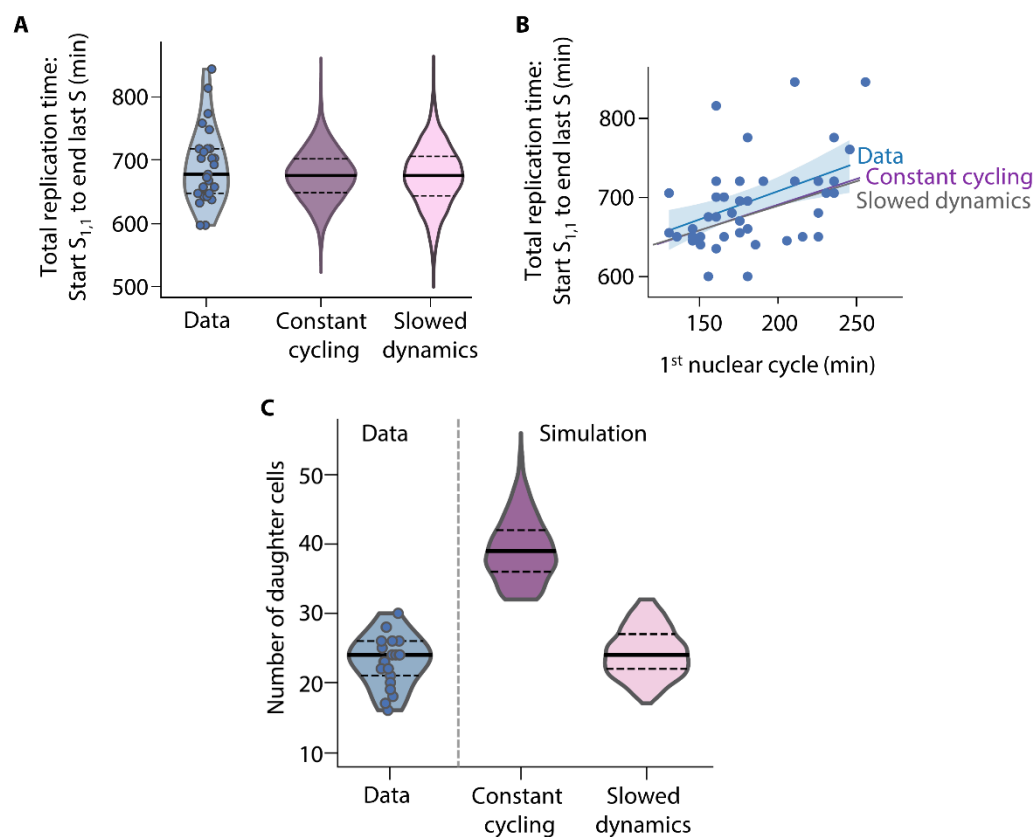 A
Total replication time:
Start S1,1 to end last S (min)
800
700
600
500
Data
Constant
cycling
Slowed
dynamics
B
Total replication time:
Start S1,1 to end last S (min)
800
700
600
Data
Constant cycling
Slowed dynamics
150
200
250
1st nuclear cycle (min)
C
Data
Simulation
Number of daughter cells
50
40
30
20
10
Data
Constant
cycling
Slowed
dynamics